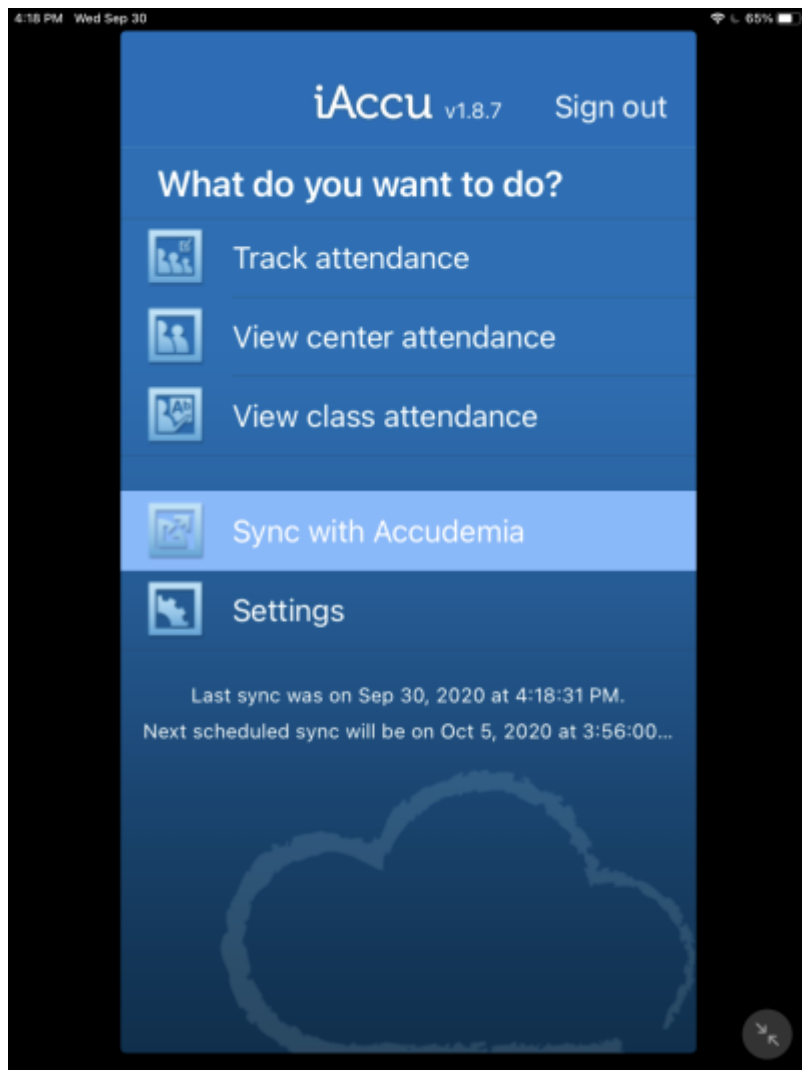 4:18 PM Wed Sep 30 65%
iAccu v1.8.7 Sign out
What do you want to do?
Track attendance
View center attendance
Ab
View class attendance
Sync with Accudemia
Settings
Last sync was on Sep 30, 2020 at 4:18:31 PM.
Next scheduled sync will be on Oct 5, 2020 at 3:56:00...